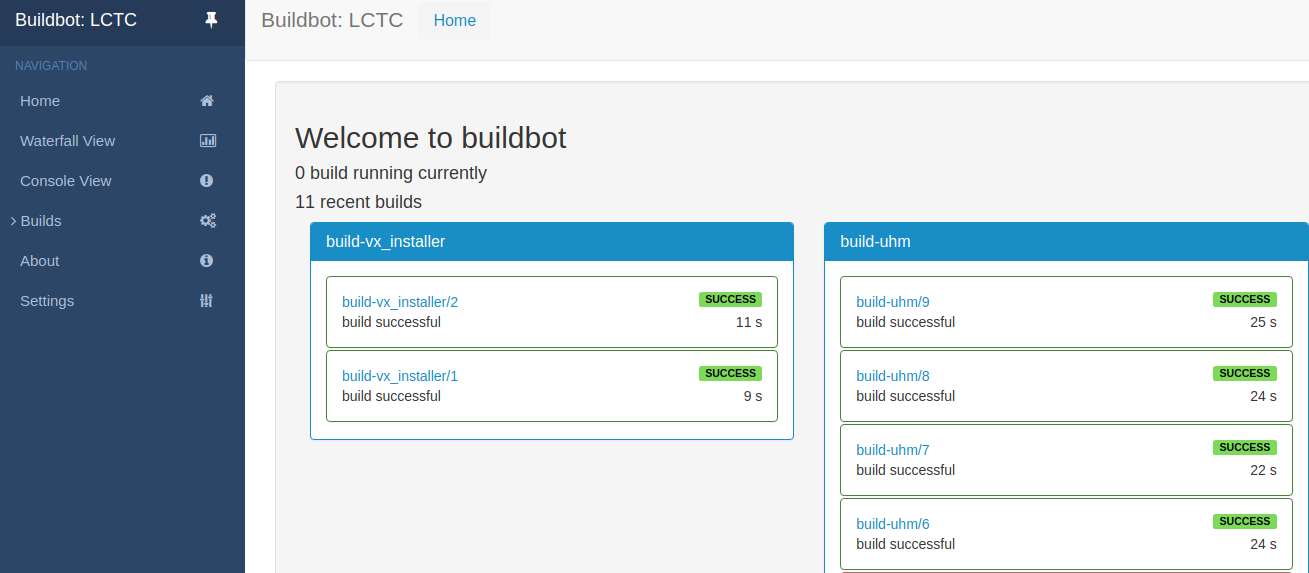 Buildbot: LCTC
NAVIGATION
Home
Waterfall View
Console View
Builds
About
Settings
Buildbot: LCTC Home
Welcome to buildbot
0 build running currently
11 recent builds
build-vx_installer
build-vx_installer/2 SUCCESS
build successful 11 s
build-vx_installer/1 SUCCESS
build successful 9 s
build-uhm
build-uhm/9 SUCCESS
build successful 25 s
build-uhm/8 SUCCESS
build successful 24 s
build-uhm/7 SUCCESS
build successful 22 s
build-uhm/6 SUCCESS
build successful 24 s